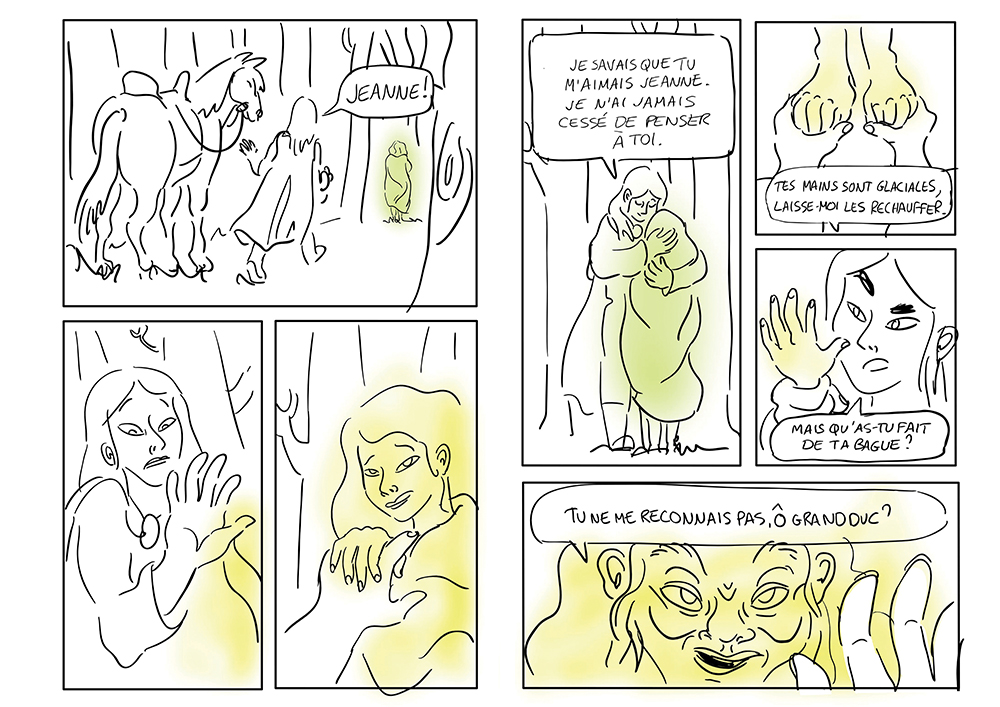 JEANNE!
JE SAVAIS QUE TU
M'AIMAIS JEANNE.
JE N'AI JAMAIS
CESSÉ DE PENSER
À TOI.
TES MAINS SONT GLACIALES,
LAISSE-MOI LES RECHAUFFER.
MAIS QU'AS-TU FAIT
DE TA BAGUE?
TU NE ME RECONNAIS PAS, Ô GRAND DUC?